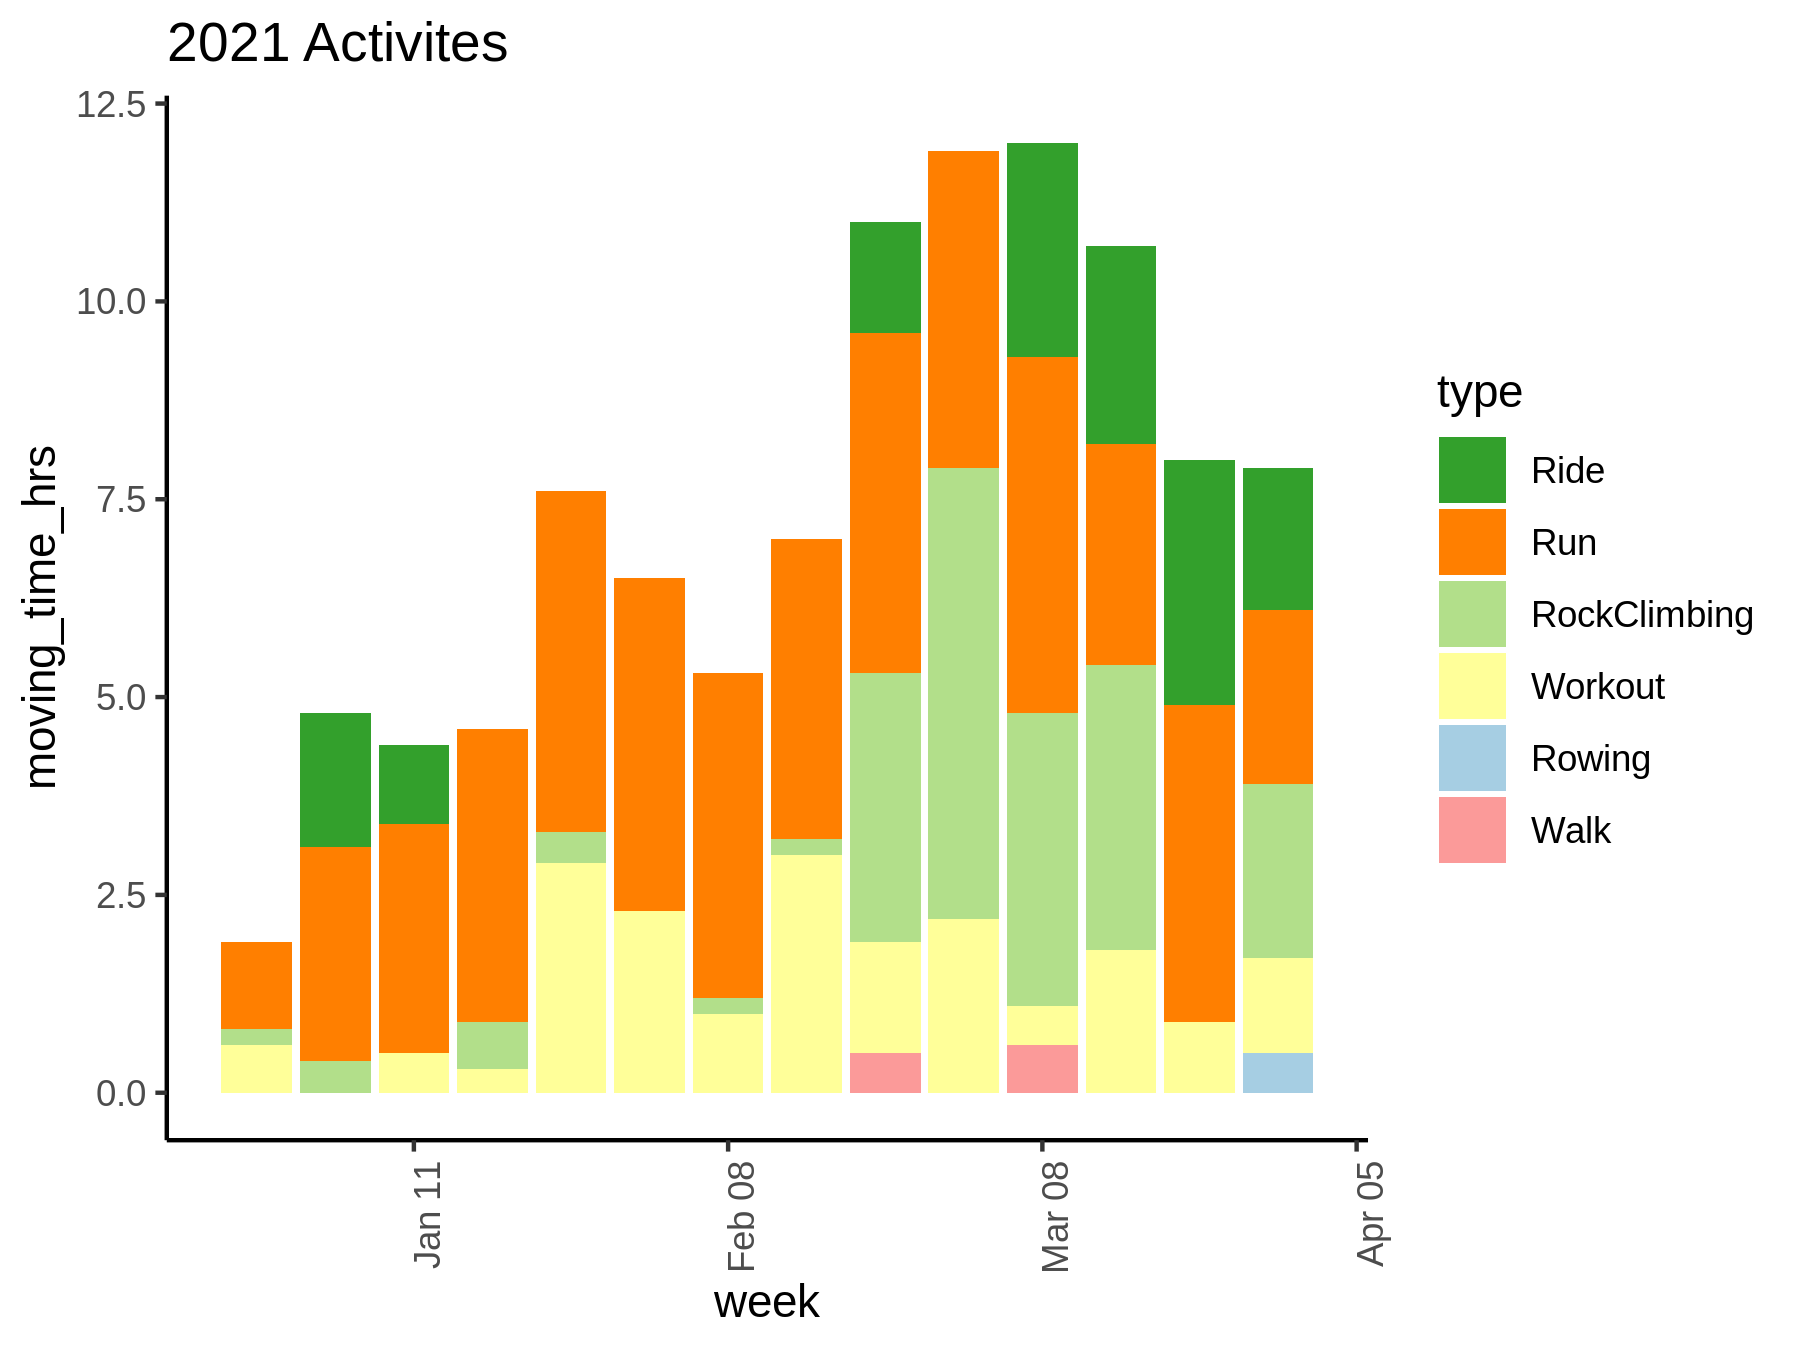 2021 Activites
12.5
10.0
7.5
5.0
2.5
0.0
moving_time_hrs
Jan 11
Feb 08
Mar 08
Apr 05
week
type
Ride
Run
RockClimbing
Workout
Rowing
Walk